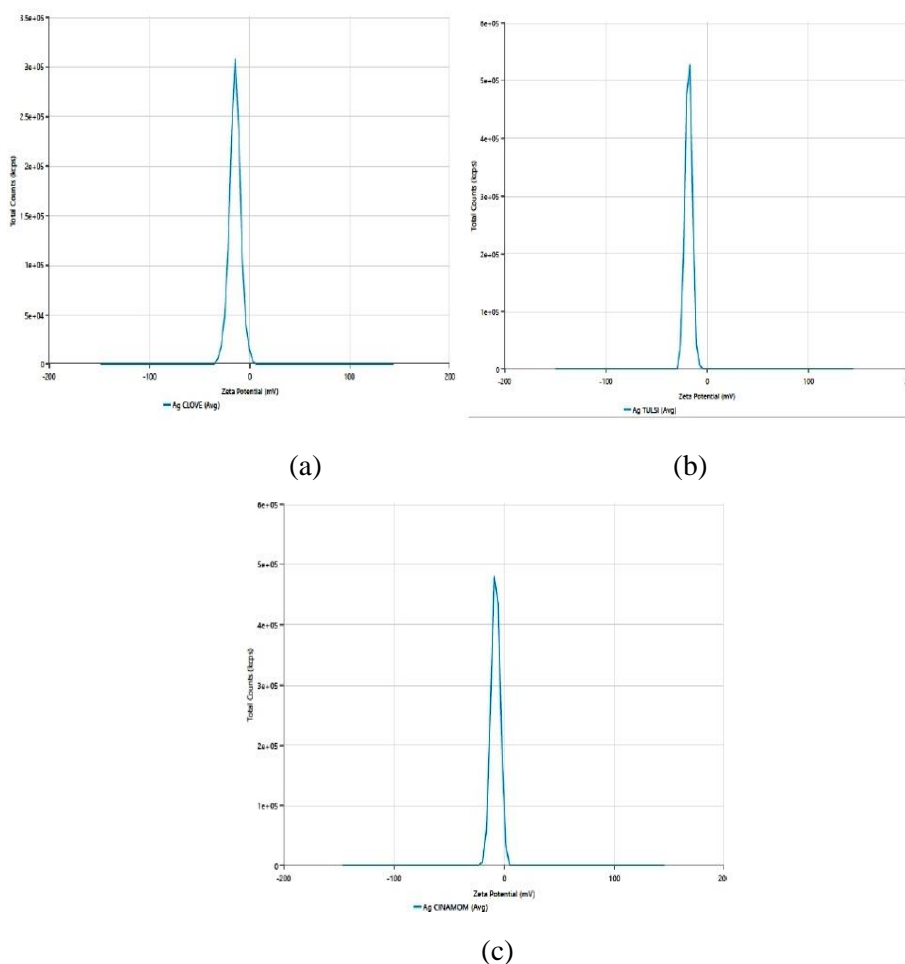 3.5e+05
3e+05
2.5e+05
2e+05
1.5e+05
1e+05
5e+04
0
Total Counts (kcps)
-200 -100 0 100 200
Zeta Potential (mV)
Ag CLOVE (Avg)
(a)
6e+05
5e+05
4e+05
3e+05
2e+05
1e+05
0
Total Counts (kcps)
-200 -100 0 100
Zeta Potential (mV)
Ag TULSI (Avg)
(b)
6e+05
5e+05
4e+05
3e+05
2e+05
1e+05
0
Total Counts (kcps)
-200 -100 0 100 20
Zeta Potential (mV)
Ag CINAMOM (Avg)
(c)